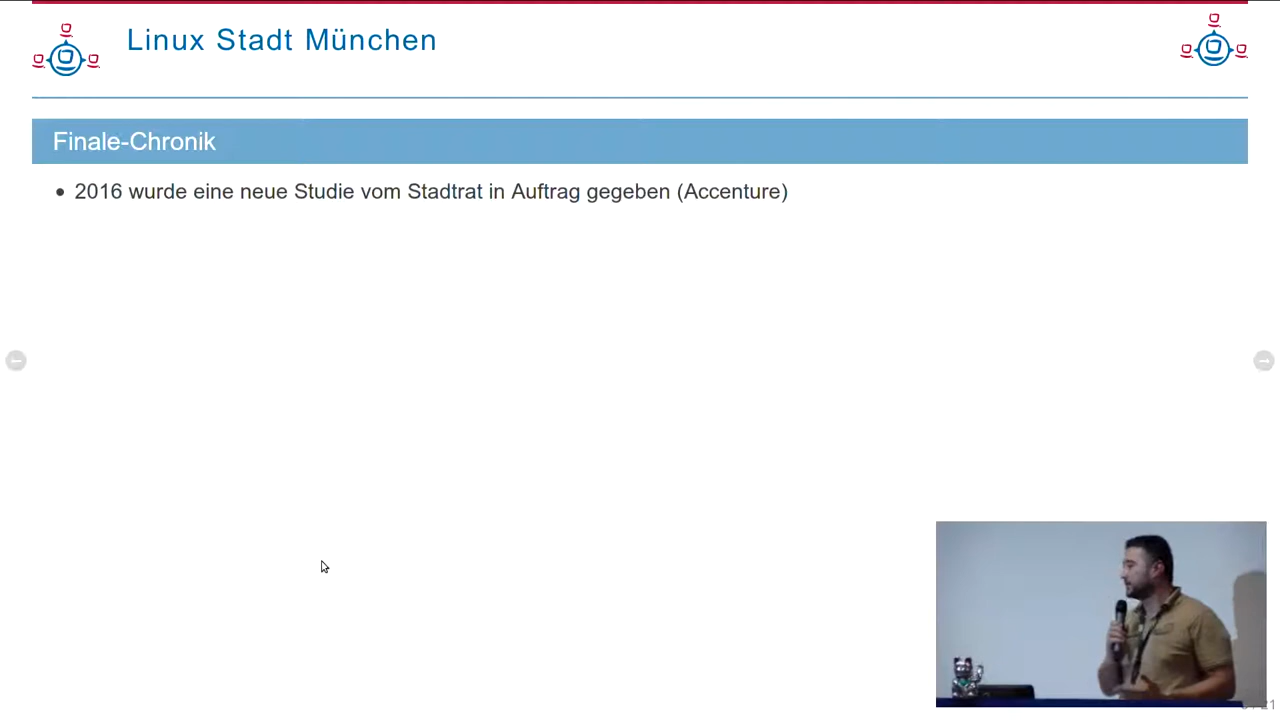 Linux Stadt München
Finale-Chronik
• 2016 wurde eine neue Studie vom Stadtrat in Auftrag gegeben (Accenture)